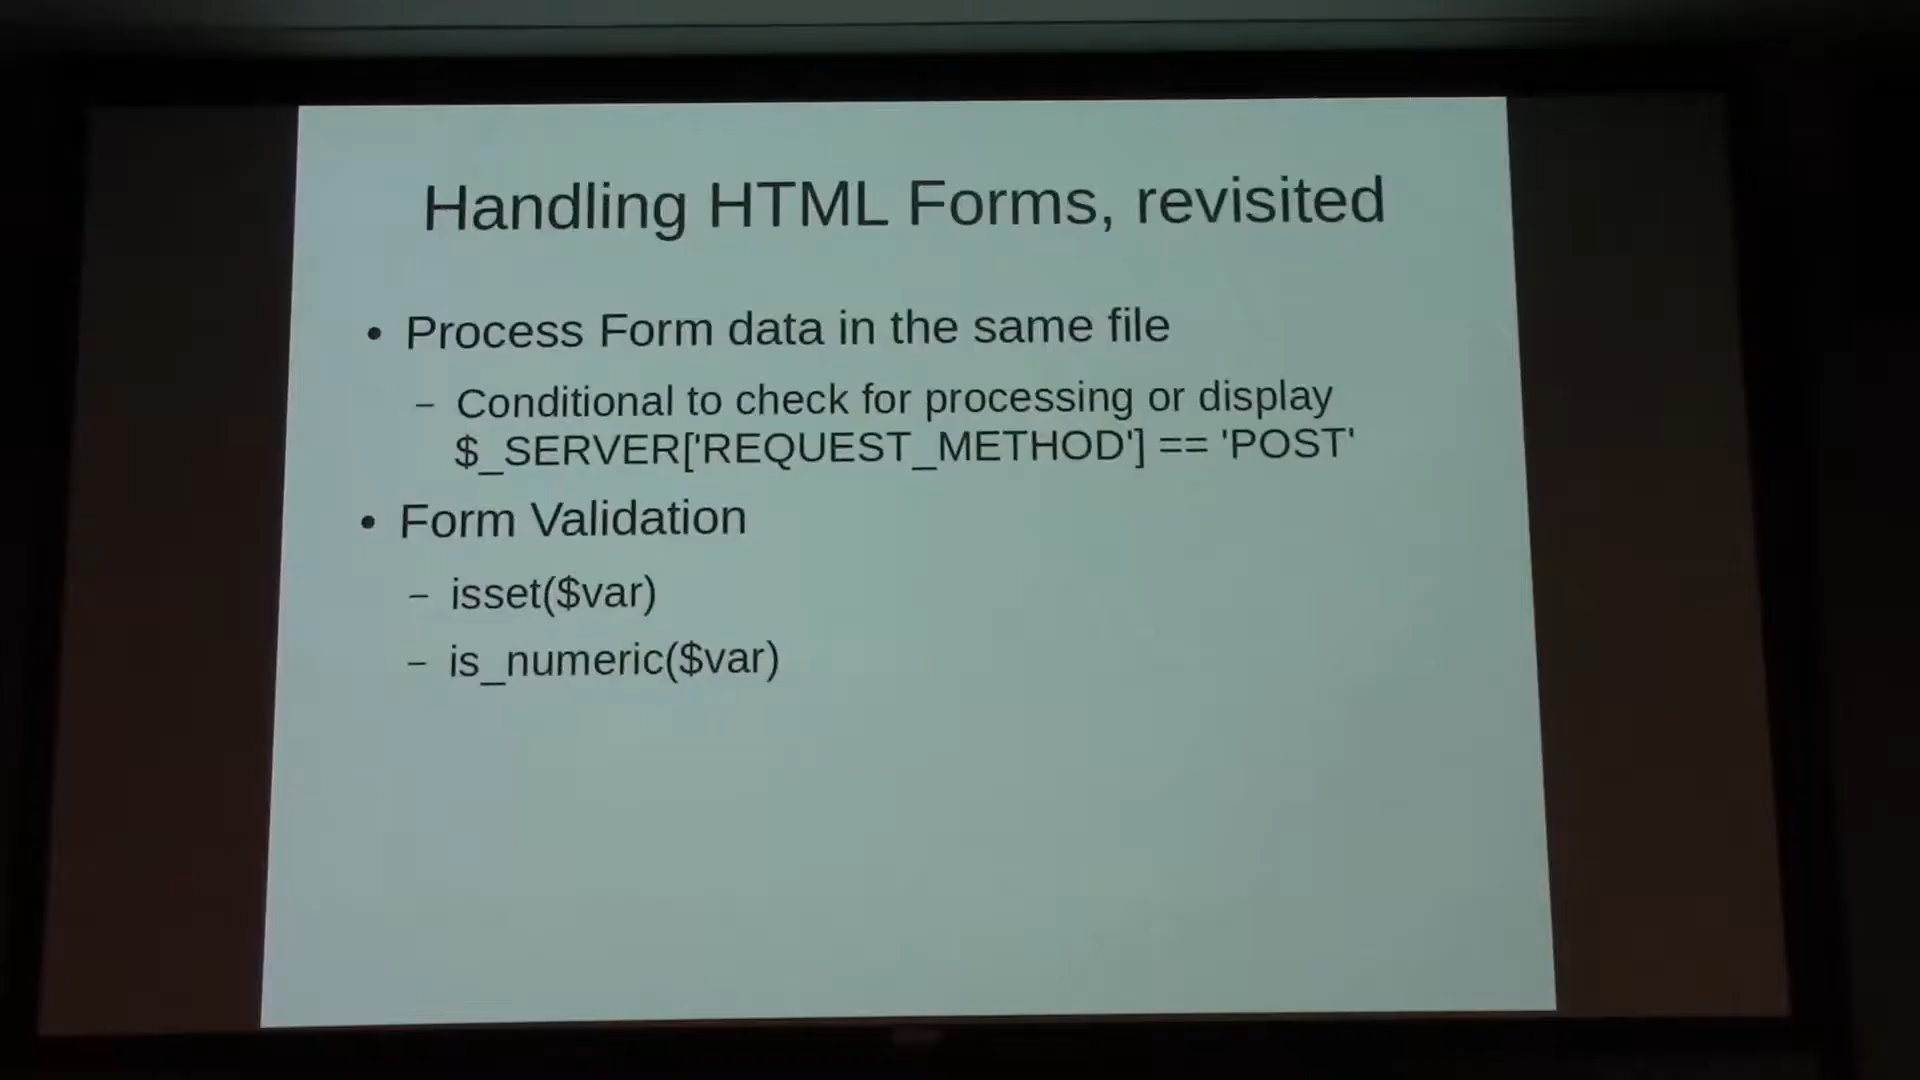 Handling HTML Forms, revisited
• Process Form data in the same file
– Conditional to check for processing or display
$_SERVER['REQUEST_METHOD'] == 'POST'
• Form Validation
– isset($var)
– is_numeric($var)